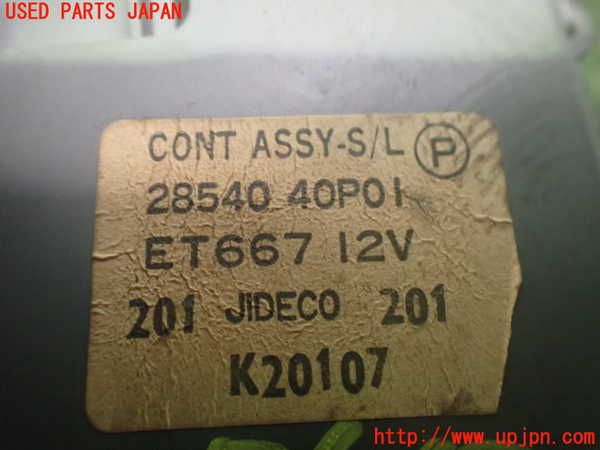 USED PARTS JAPAN
CONT ASSY-S/L P
28540 40P01
ET667 12V
201 JIDECO 201
K20107
http://www.upjpn.com